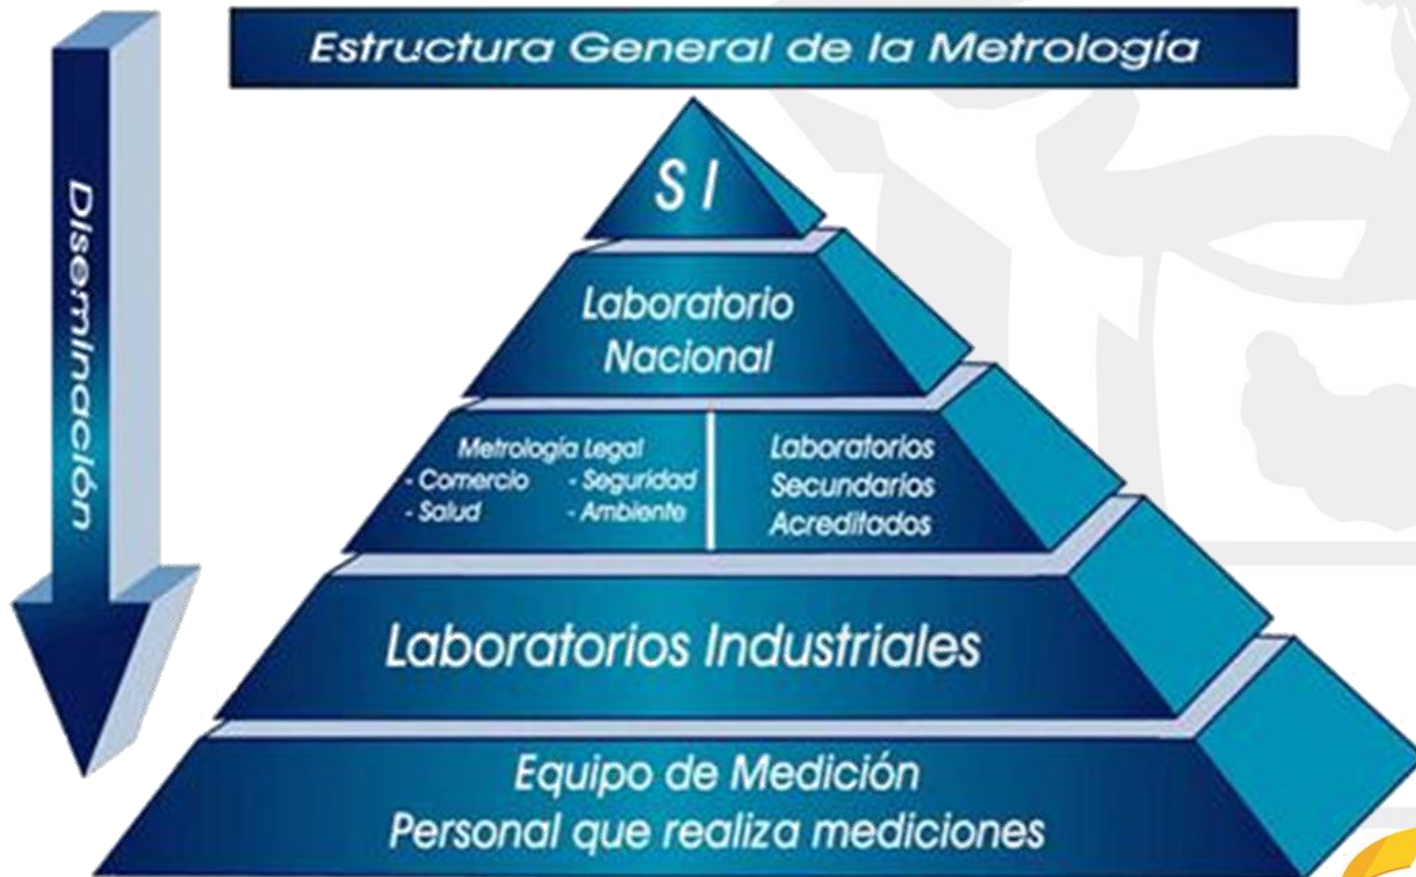 Estructura General de la Metrología
Diseminación
S I
Laboratorio
Nacional
Metrología Legal
- Comercio - Seguridad
- Salud - Ambiente
Laboratorios
Secundarios
Acreditados
Laboratorios Industriales
Equipo de Medición
Personal que realiza mediciones